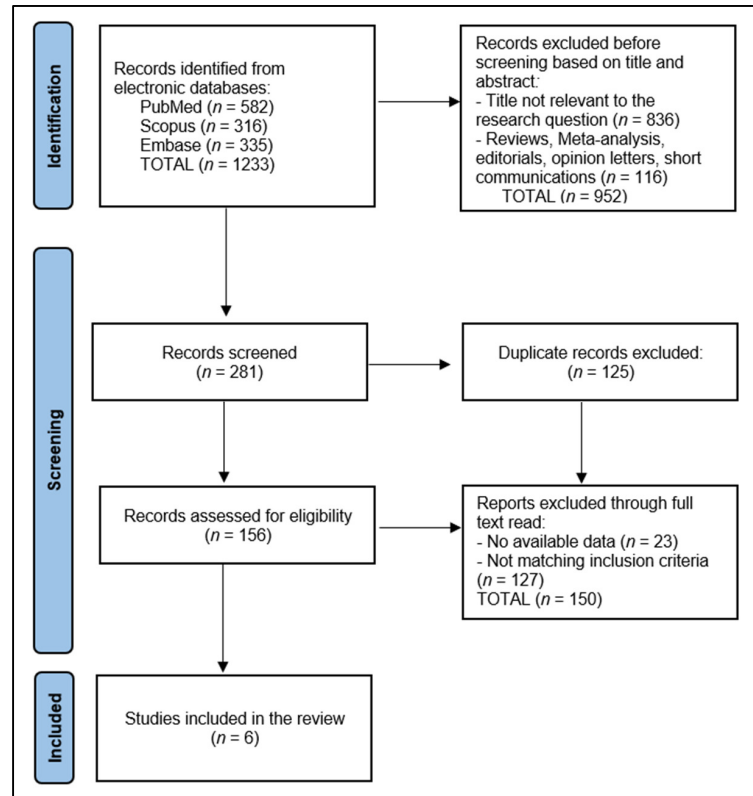 Identification
Records identified from
electronic databases:
PubMed (n = 582)
Scopus (n = 316)
Embase (n = 335)
TOTAL (n = 1233)
Records excluded before
screening based on title and
abstract:
- Title not relevant to the
research question (n = 836)
- Reviews, Meta-analysis,
editorials, opinion letters, short
communications (n = 116)
TOTAL (n = 952)
Screening
Records screened
(n = 281)
Duplicate records excluded:
(n = 125)
Records assessed for eligibility
(n = 156)
Reports excluded through full
text read:
- No available data (n = 23)
- Not matching inclusion criteria
(n = 127)
TOTAL (n = 150)
Included
Studies included in the review
(n = 6)